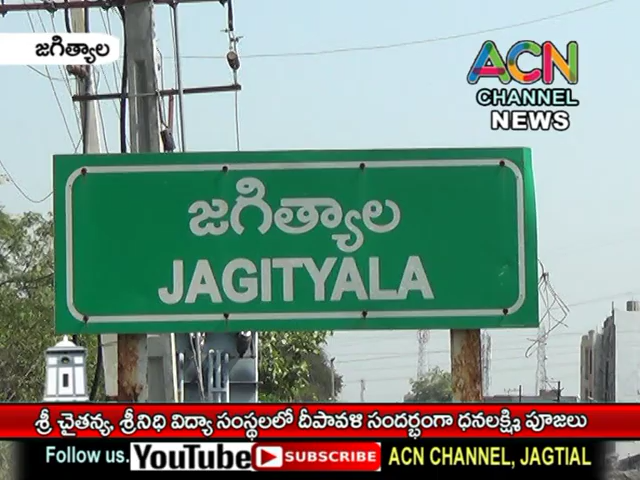 జగిత్యాల
ACN
CHANNEL
NEWS
జగిత్యాల
JAGITYALA
శ్రీ చైతన్య, శ్రీనిధి విద్యా సంస్థలలో దీపావళి సందర్భంగా ధనలక్ష్మి పూజలు
Follow us. YouTube SUBSCRIBE ACN CHANNEL, JAGTIAL